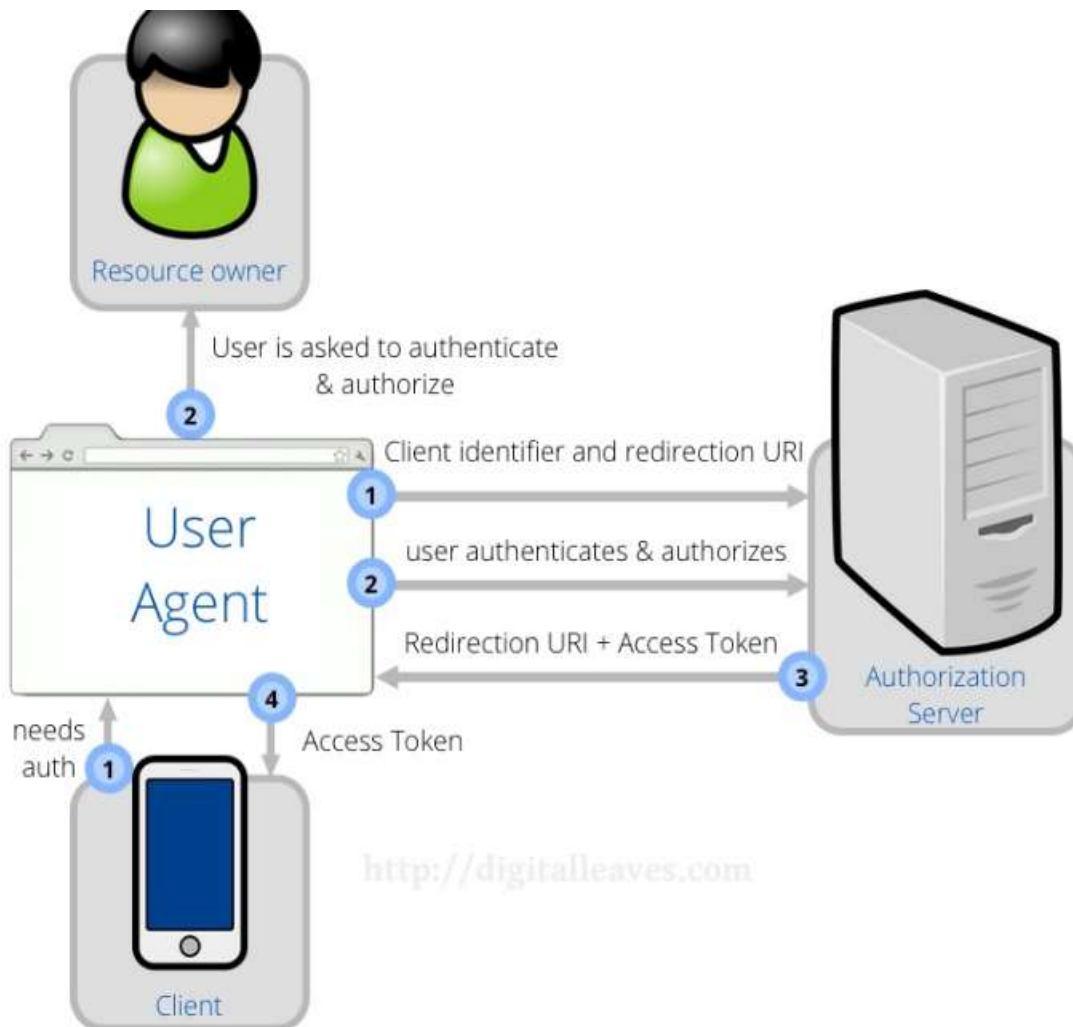 Resource owner
User is asked to authenticate
& authorize
2
Client identifier and redirection URI
1
User
Agent
user authenticates & authorizes
2
Redirection URI + Access Token
3
Authorization
Server
4
needs
auth
1
Access Token
http://digitalleaves.com
Client